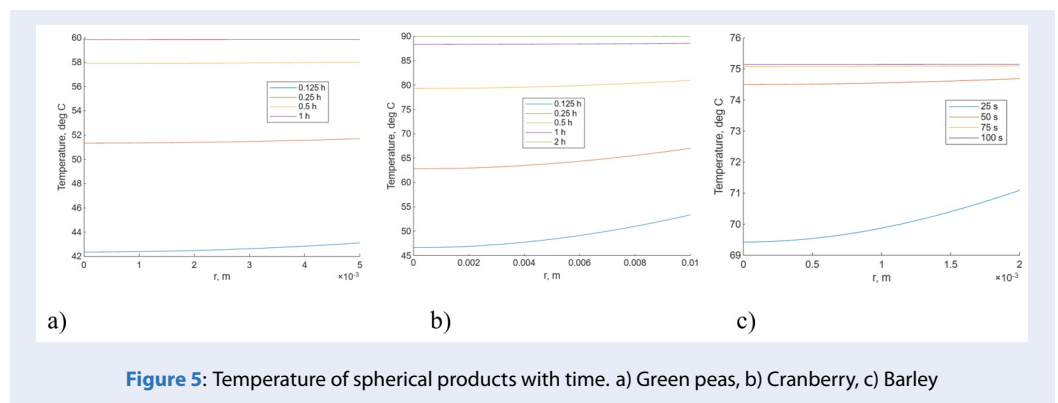 60
58
56
54
52
50
48
46
44
42
Temperature, deg C
0 1 2 3 4 5
r, m
×10⁻³
0.125 h
0.25 h
0.5 h
1 h
a)
90
85
80
75
70
65
60
55
50
45
Temperature, deg C
0 0.002 0.004 0.006 0.008 0.01
r, m
0.125 h
0.25 h
0.5 h
1 h
2 h
b)
76
75
74
73
72
71
70
69
Temperature, deg C
0 0.5 1 1.5 2
r, m
×10⁻³
25 s
50 s
75 s
100 s
c)
Figure 5: Temperature of spherical products with time. a) Green peas, b) Cranberry, c) Barley